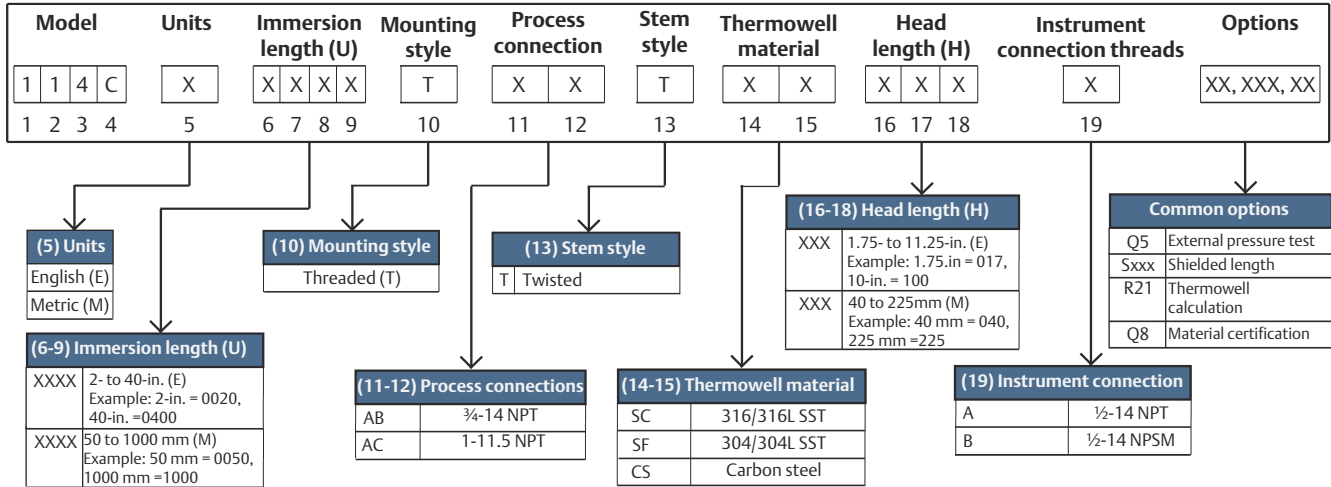 Model Units Immersion length (U) Mounting style Process connection Stem style Thermowell material Head length (H) Instrument connection threads Options
1 1 4 C X X X X X T X X T X X X X X X XX, XXX, XX
1 2 3 4 5 6 7 8 9 10 11 12 13 14 15 16 17 18 19
(5) Units
English (E)
Metric (M)
(6-9) Immersion length (U)
XXXX 2- to 40-in. (E)
Example: 2-in. = 0020,
40-in. =0400
XXXX 50 to 1000 mm (M)
Example: 50 mm = 0050,
1000 mm =1000
(10) Mounting style
Threaded (T)
(11-12) Process connections
AB ¾-14 NPT
AC 1-11.5 NPT
(13) Stem style
T Twisted
(14-15) Thermowell material
SC 316/316L SST
SF 304/304L SST
CS Carbon steel
(16-18) Head length (H)
XXX 1.75- to 11.25-in. (E)
Example: 1.75.in = 017,
10-in. = 100
XXX 40 to 225mm (M)
Example: 40 mm = 040,
225 mm =225
(19) Instrument connection
A ½-14 NPT
B ½-14 NPSM
Common options
Q5 External pressure test
Sxxx Shielded length
R21 Thermowell
calculation
Q8 Material certification